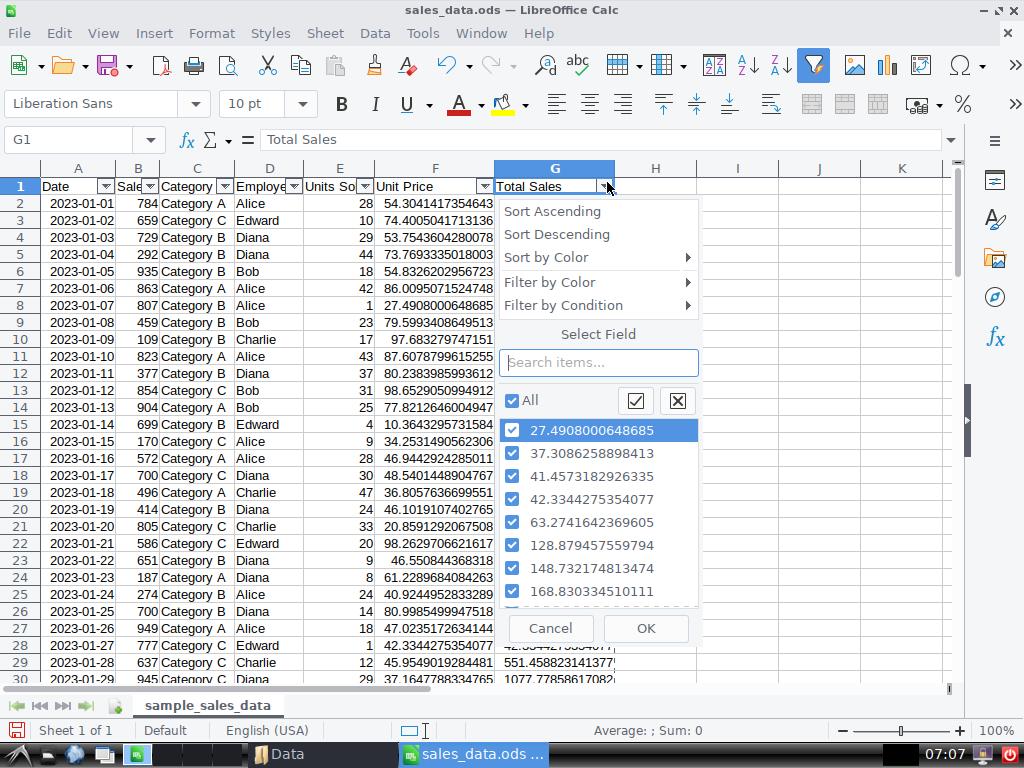 sales_data.ods — LibreOffice Calc
File Edit View Insert Format Styles Sheet Data Tools Window Help
Liberation Sans 10 pt
G1 Total Sales
A B C D E F G H I J K
1 Date Sale Category Employe Units So Unit Price Total Sales
2 2023-01-01 784 Category A Alice 28 54.3041417354643
3 2023-01-02 659 Category C Edward 10 74.4005041713136
4 2023-01-03 729 Category B Diana 29 53.7543604280078
5 2023-01-04 292 Category B Diana 44 73.7693335018003
6 2023-01-05 935 Category B Bob 18 54.8326202956723
7 2023-01-06 863 Category A Alice 42 86.0095071524748
8 2023-01-07 807 Category B Alice 1 27.4908000648685
9 2023-01-08 459 Category B Bob 23 79.5993408649513
10 2023-01-09 109 Category B Charlie 17 97.683279747151
11 2023-01-10 823 Category A Alice 43 87.6078799615255
12 2023-01-11 377 Category B Diana 37 80.2383985993612
13 2023-01-12 854 Category C Bob 31 98.6529050994912
14 2023-01-13 904 Category A Bob 25 77.8212646004947
15 2023-01-14 699 Category B Edward 4 10.3643295731584
16 2023-01-15 170 Category C Alice 9 34.2531490562306
17 2023-01-16 572 Category A Alice 28 46.9442924285011
18 2023-01-17 700 Category C Diana 30 48.5401448904767
19 2023-01-18 496 Category A Charlie 47 36.8057636699551
20 2023-01-19 414 Category B Diana 24 46.1019107402765
21 2023-01-20 805 Category C Charlie 33 20.8591292067508
22 2023-01-21 586 Category C Edward 20 98.2629706621617
23 2023-01-22 651 Category B Diana 9 46.550844368318
24 2023-01-23 187 Category A Diana 8 61.2289684084263
25 2023-01-24 274 Category B Alice 24 40.9244952833289
26 2023-01-25 700 Category B Diana 14 80.9985499947518
27 2023-01-26 949 Category A Alice 18 47.0235172634144
28 2023-01-27 777 Category C Edward 1 42.3344275354077
29 2023-01-28 637 Category C Charlie 12 45.9549019284481 551.4588231413771
30 2023-01-29 945 Category C Diana 29 37.1647788334765 1077.77858617082
Sort Ascending
Sort Descending
Sort by Color
Filter by Color
Filter by Condition
Select Field
Search items...
All
27.4908000648685
37.3086258898413
41.4573182926335
42.3344275354077
63.2741642369605
128.879457559794
148.732174813474
168.830334510111
Cancel OK
sample_sales_data
Sheet 1 of 1 Default English (USA) Average: ; Sum: 0 100%
Data sales_data.ods ... 07:07